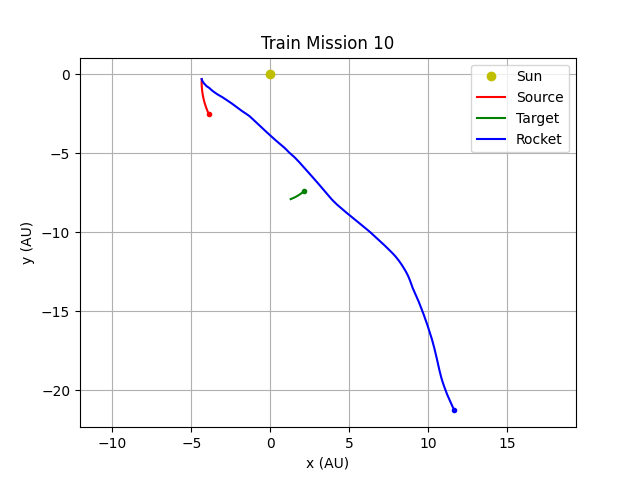 Train Mission 10
Sun
Source
Target
Rocket
0
−5
−10
−15
−20
y (AU)
−10
−5
0
5
10
15
x (AU)